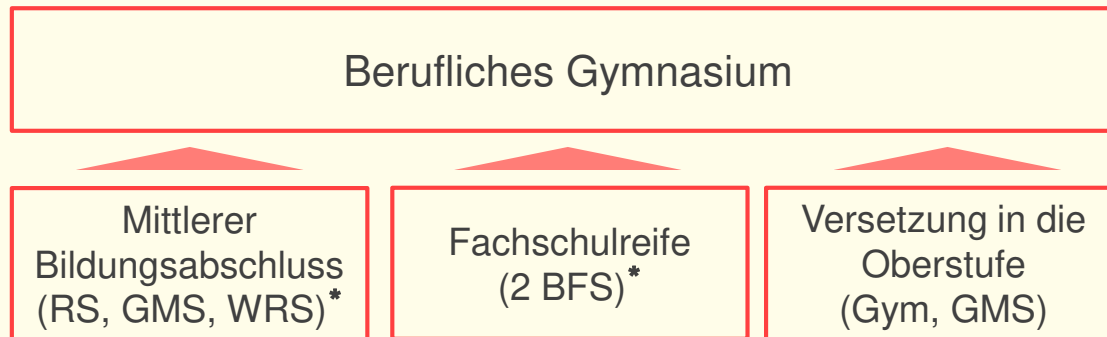 Berufliches Gymnasium
Mittlerer
Bildungsabschluss
(RS, GMS, WRS)*
Fachschulreife
(2 BFS)*
Versetzung in die
Oberstufe
(Gym, GMS)